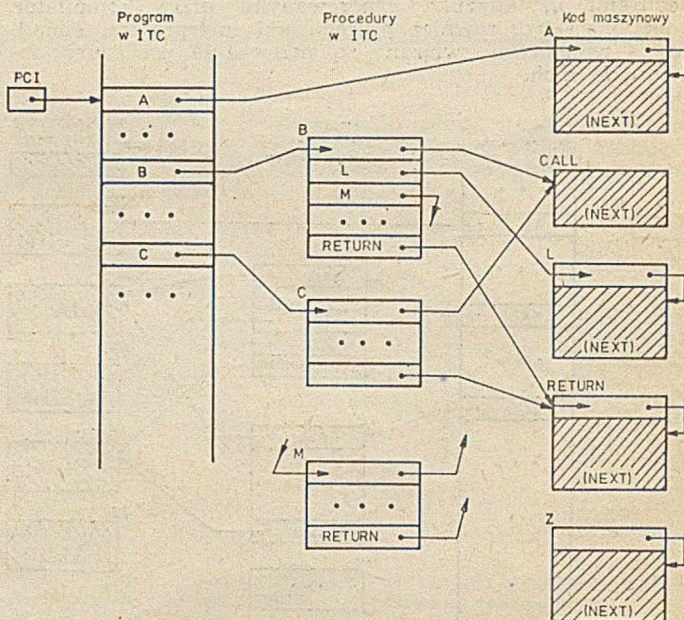 Program
w ITC
Procedury
w ITC
Kod maszynowy
PCI
A
• • •
B
• • •
C
• • •
B
L
M
• • •
RETURN
C
• • •
M
• • •
RETURN
A
(NEXT)
CALL
(NEXT)
L
(NEXT)
RETURN
(NEXT)
Z
(NEXT)